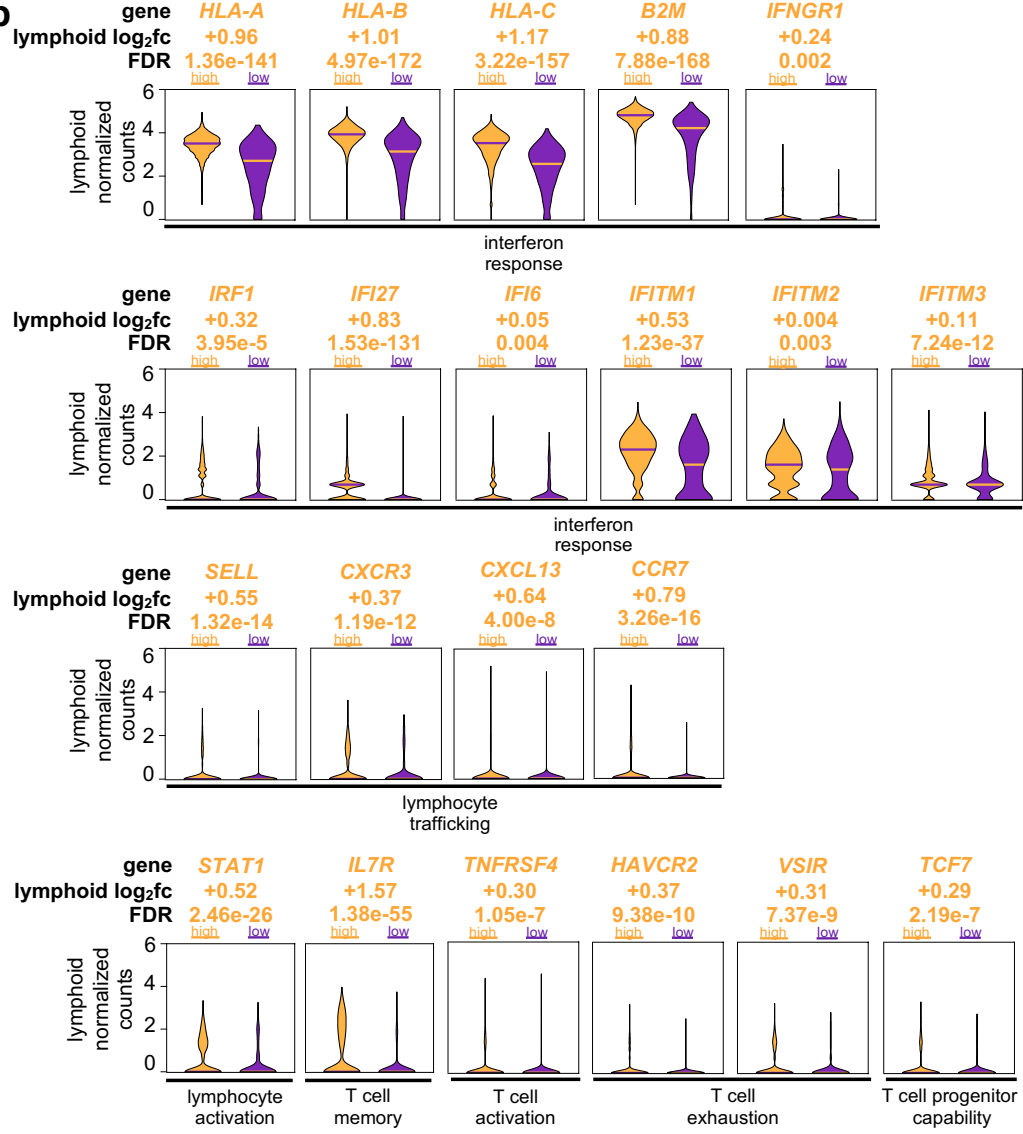 b
gene HLA-A HLA-B HLA-C B2M IFNGR1
lymphoid log2fc +0.96 +1.01 +1.17 +0.88 +0.24
FDR 1.36e-141 4.97e-172 3.22e-157 7.88e-168 0.002
high low high low high low high low high low
lymphoid
normalized
counts
6
4
2
0
interferon
response
gene IRF1 IFI27 IFI6 IFITM1 IFITM2 IFITM3
lymphoid log2fc +0.32 +0.83 +0.05 +0.53 +0.004 +0.11
FDR 3.95e-5 1.53e-131 0.004 1.23e-37 0.003 7.24e-12
high low high low high low high low high low high low
lymphoid
normalized
counts
6
4
2
0
interferon
response
gene SELL CXCR3 CXCL13 CCR7
lymphoid log2fc +0.55 +0.37 +0.64 +0.79
FDR 1.32e-14 1.19e-12 4.00e-8 3.26e-16
high low high low high low high low
lymphoid
normalized
counts
6
4
2
0
lymphocyte
trafficking
gene STAT1 IL7R TNFRSF4 HAVCR2 VSIR TCF7
lymphoid log2fc +0.52 +1.57 +0.30 +0.37 +0.31 +0.29
FDR 2.46e-26 1.38e-55 1.05e-7 9.38e-10 7.37e-9 2.19e-7
high low high low high low high low high low high low
lymphoid
normalized
counts
6
4
2
0
lymphocyte
activation
T cell
memory
T cell
activation
T cell
exhaustion
T cell progenitor
capability